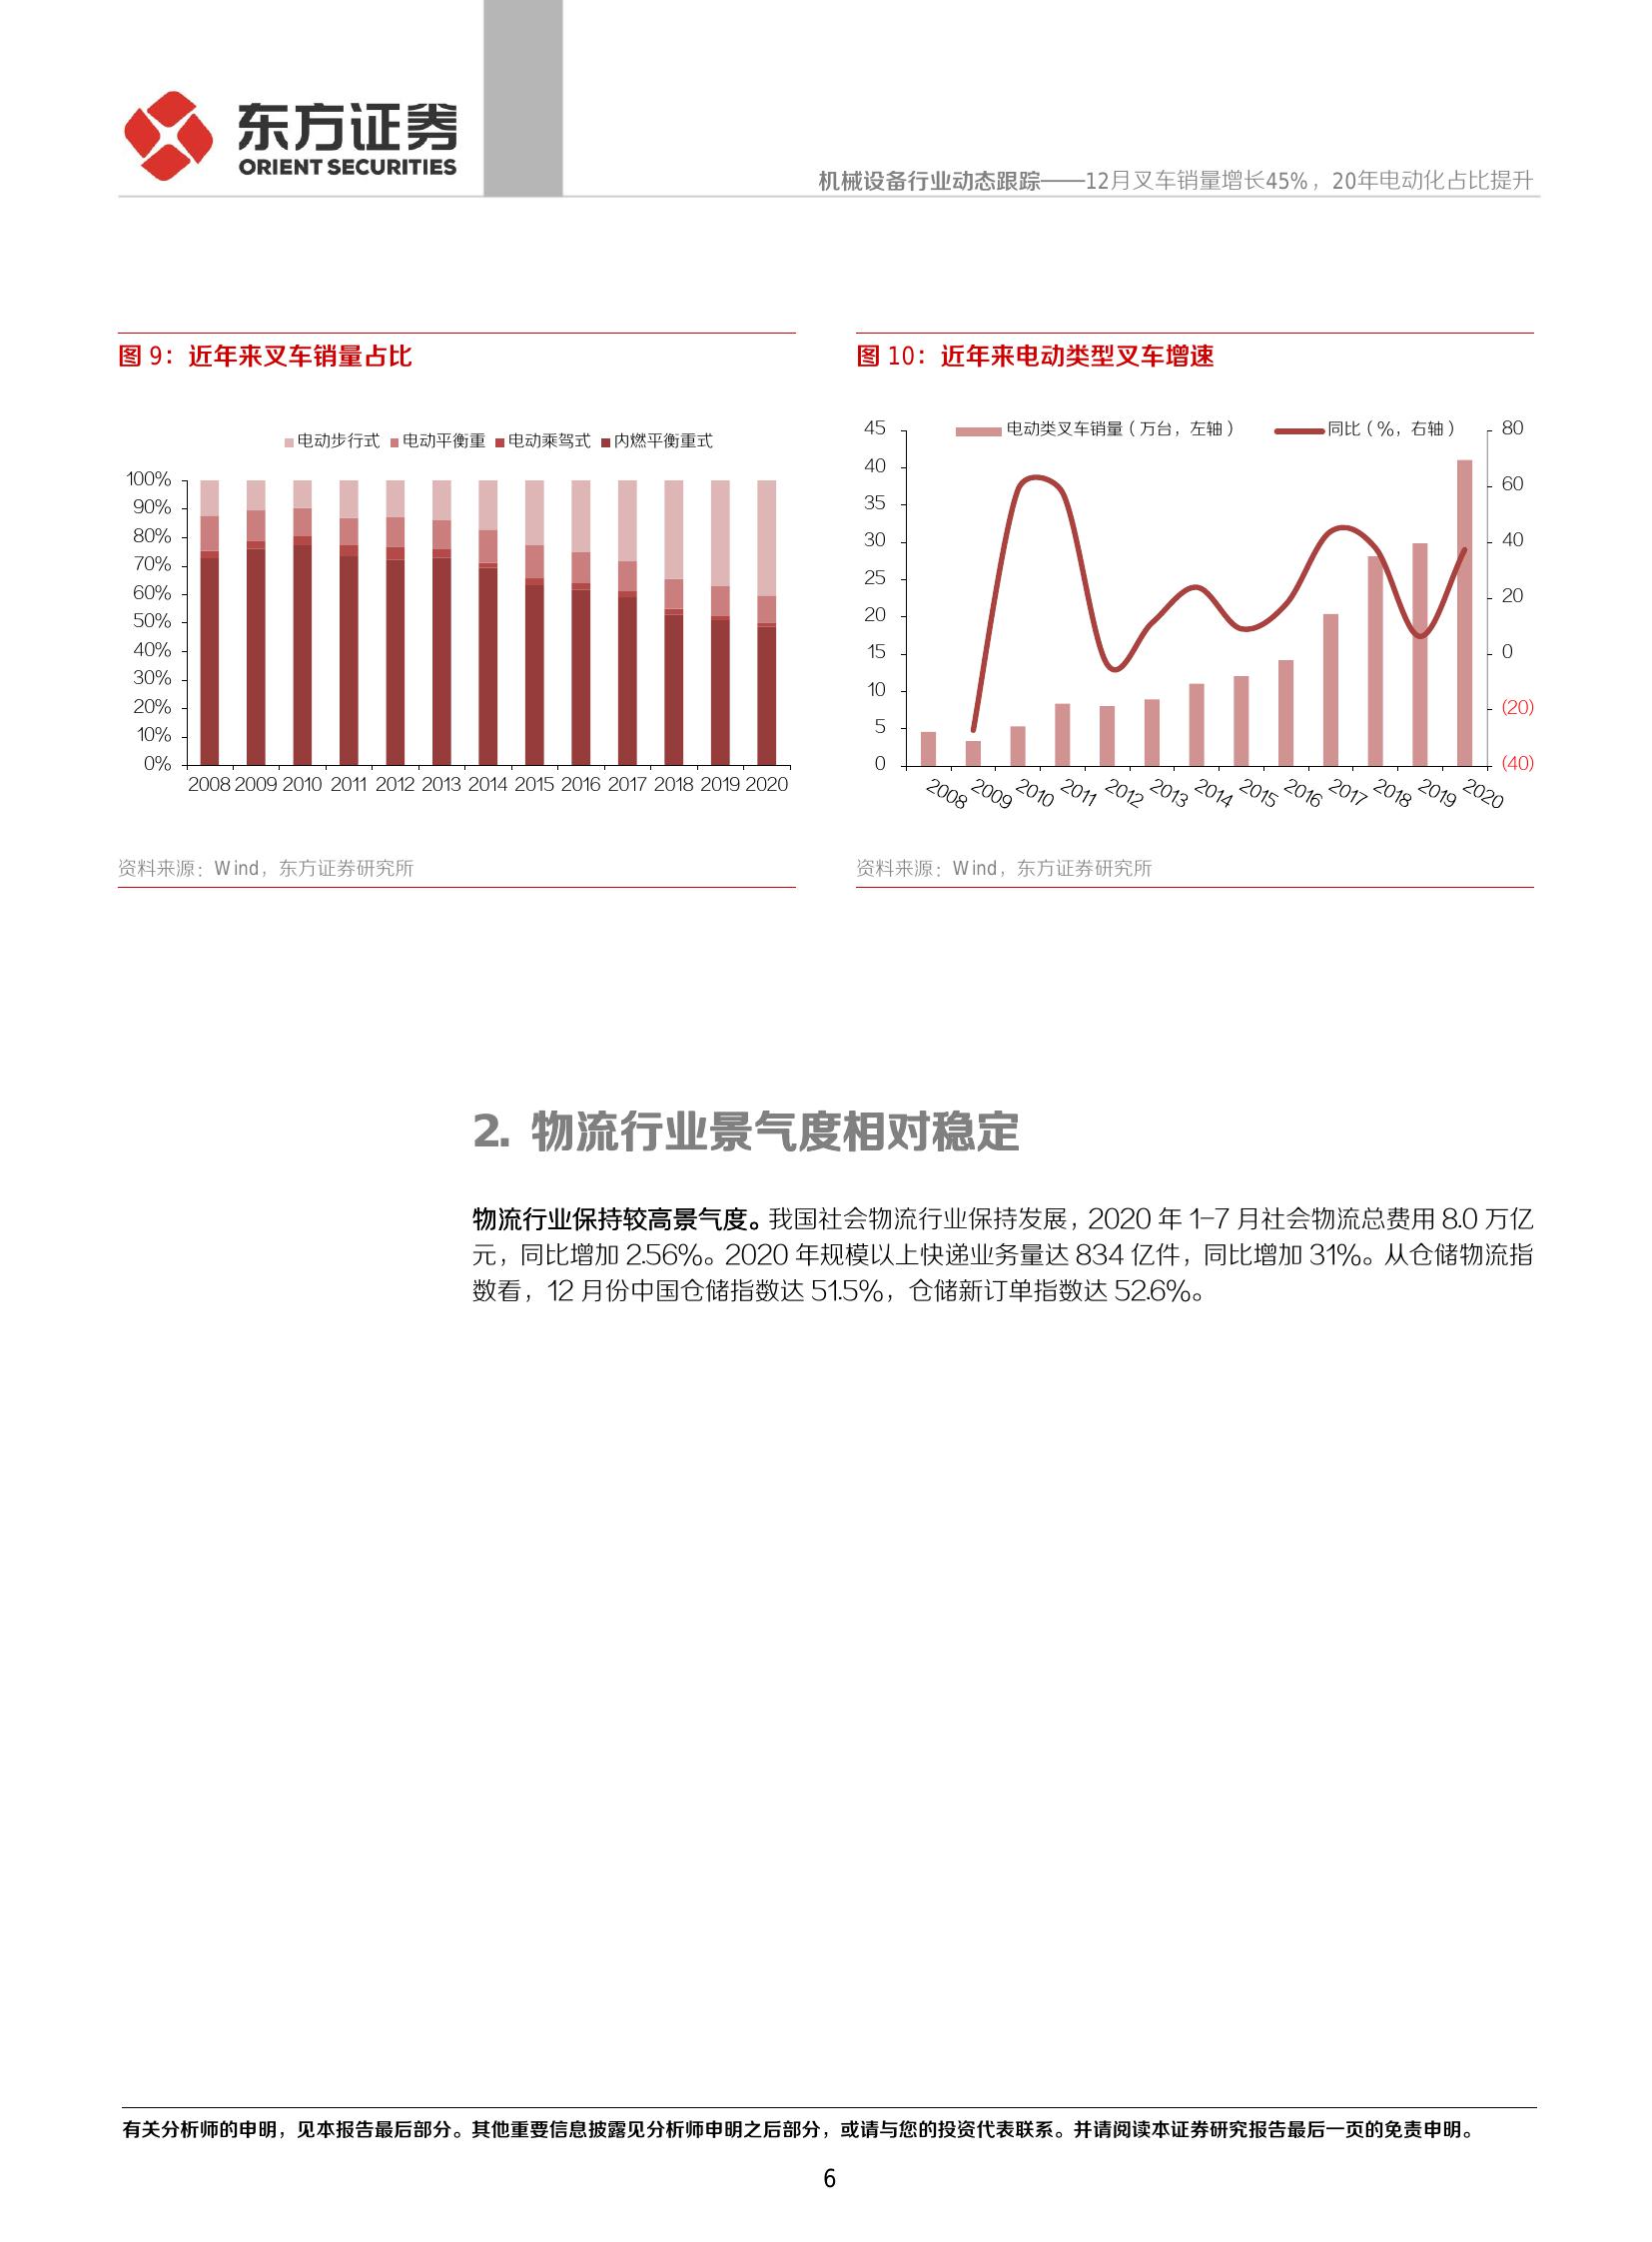 东方证券
ORIENT SECURITIES
机械设备行业动态跟踪——12月叉车销量增长45%，20年电动化占比提升
图 9：近年来叉车销量占比
电动步行式 电动平衡重 电动乘驾式 内燃平衡重式
100%
90%
80%
70%
60%
50%
40%
30%
20%
10%
0%
2008 2009 2010 2011 2012 2013 2014 2015 2016 2017 2018 2019 2020
资料来源：Wind，东方证券研究所
图 10：近年来电动类型叉车增速
电动类叉车销量（万台，左轴） 同比（%，右轴）
45
40
35
30
25
20
15
10
5
0
80
60
40
20
0
(20)
(40)
2008 2009 2010 2011 2012 2013 2014 2015 2016 2017 2018 2019 2020
资料来源：Wind，东方证券研究所
2. 物流行业景气度相对稳定
物流行业保持较高景气度。我国社会物流行业保持发展，2020 年 1-7 月社会物流总费用 8.0 万亿
元，同比增加 2.56%。2020 年规模以上快递业务量达 834 亿件，同比增加 31%。从仓储物流指
数看，12 月份中国仓储指数达 51.5%，仓储新订单指数达 52.6%。
有关分析师的申明，见本报告最后部分。其他重要信息披露见分析师申明之后部分，或请与您的投资代表联系。并请阅读本证券研究报告最后一页的免责申明。
6